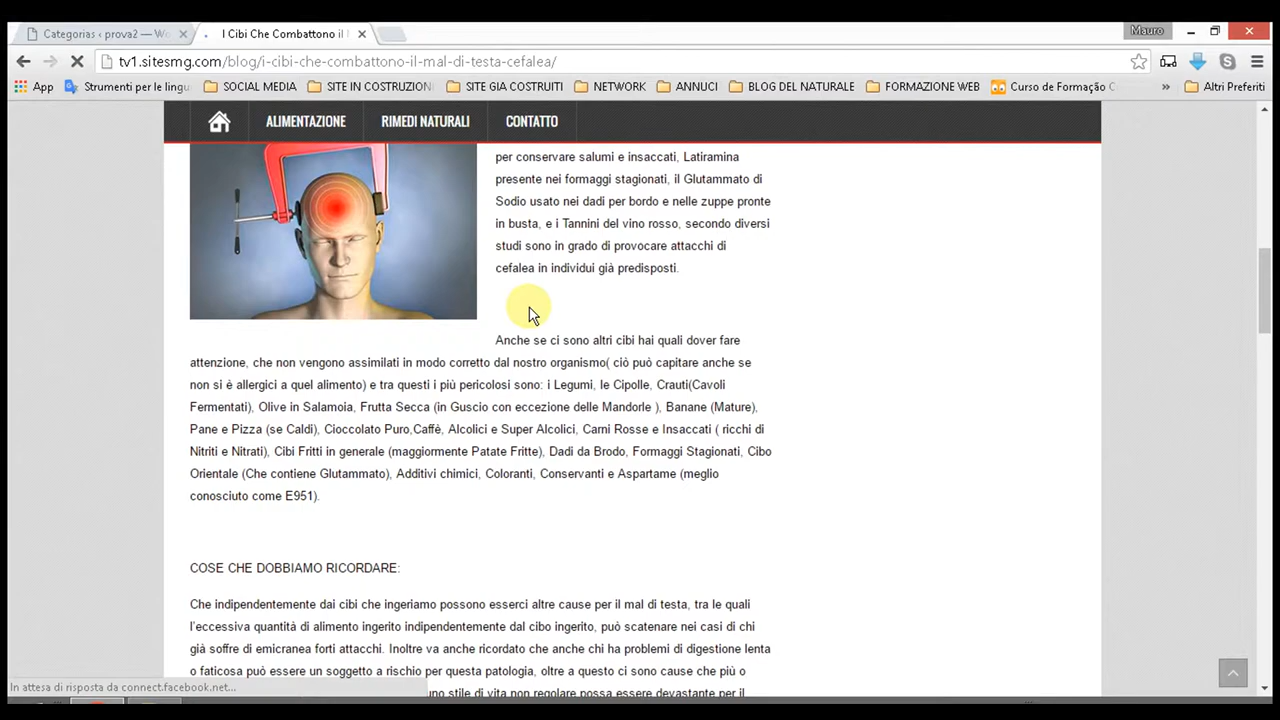 Categorias ‹ prova2 — Wo
I Cibi Che Combattono il
Mauro
tv1.sitesmg.com/blog/i-cibi-che-combattono-il-mal-di-testa-cefalea/
App
Strumenti per le lingu
SOCIAL MEDIA
SITE IN COSTRUZION
SITE GIA COSTRUITI
NETWORK
ANNUCI
BLOG DEL NATURALE
FORMAZIONE WEB
Curso de Formação C
»
Altri Preferiti
ALIMENTAZIONE
RIMEDI NATURALI
CONTATTO
per conservare salumi e insaccati, Latiramina
presente nei formaggi stagionati, il Glutammato di
Sodio usato nei dadi per bordo e nelle zuppe pronte
in busta, e i Tannini del vino rosso, secondo diversi
studi sono in grado di provocare attacchi di
cefalea in individui già predisposti.
Anche se ci sono altri cibi hai quali dover fare
attenzione, che non vengono assimilati in modo corretto dal nostro organismo( ciò può capitare anche se
non si è allergici a quel alimento) e tra questi i più pericolosi sono: i Legumi, le Cipolle, Crauti(Cavoli
Fermentati), Olive in Salamoia, Frutta Secca (in Guscio con eccezione delle Mandorle ), Banane (Mature),
Pane e Pizza (se Caldi), Cioccolato Puro,Caffè, Alcolici e Super Alcolici, Carni Rosse e Insaccati ( ricchi di
Nitriti e Nitrati), Cibi Fritti in generale (maggiormente Patate Fritte), Dadi da Brodo, Formaggi Stagionati, Cibo
Orientale (Che contiene Glutammato), Additivi chimici, Coloranti, Conservanti e Aspartame (meglio
conosciuto come E951).
COSE CHE DOBBIAMO RICORDARE:
Che indipendentemente dai cibi che ingeriamo possono esserci altre cause per il mal di testa, tra le quali
l'eccessiva quantità di alimento ingerito indipendentemente dal cibo ingerito, può scatenare nei casi di chi
già soffre di emicranea forti attacchi. Inoltre va anche ricordato che anche chi ha problemi di digestione lenta
o faticosa può essere un soggetto a rischio per questa patologia, oltre a questo ci sono cause che più o
uno stile di vita non regolare possa essere devastante per il
In attesa di risposta da connect.facebook.net...